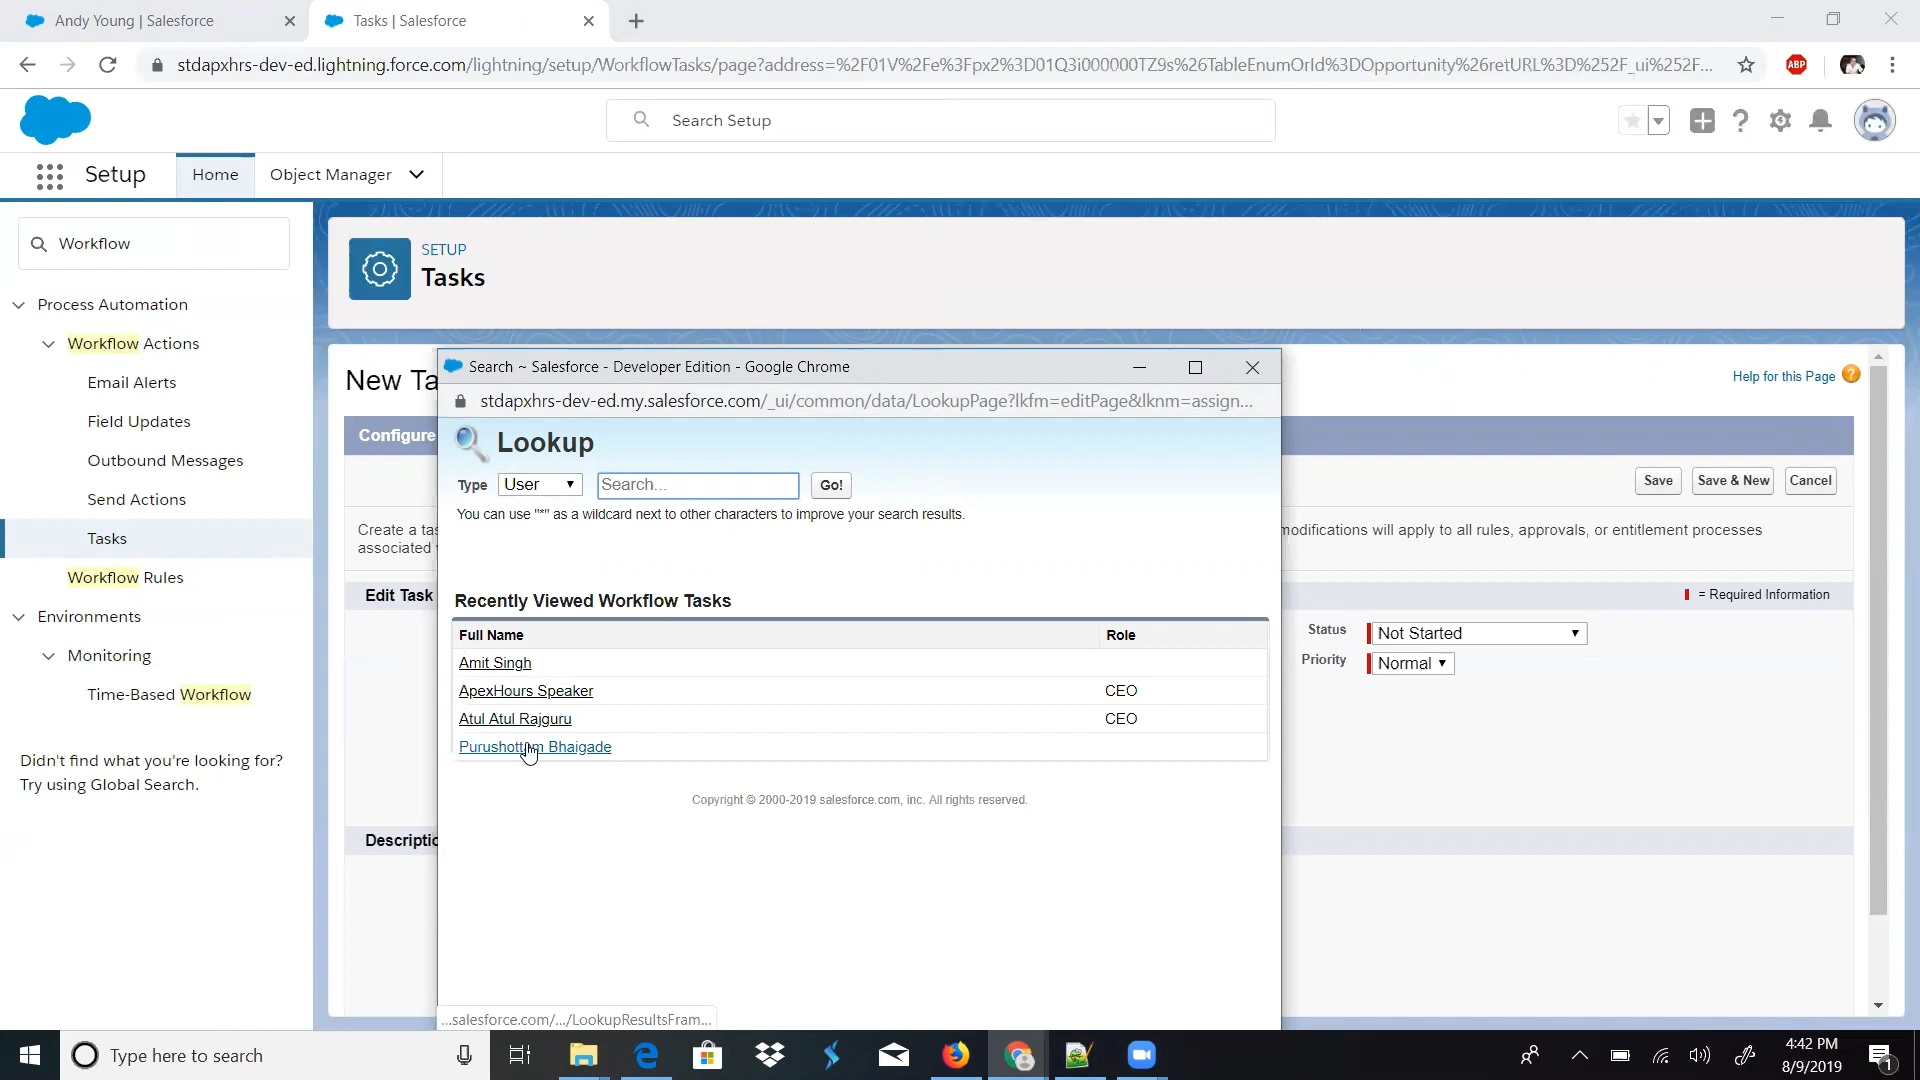 Andy Young | Salesforce
Tasks | Salesforce
stdapxhrs-dev-ed.lightning.force.com/lightning/setup/WorkflowTasks/page?address=%2F01V%2Fe%3Fpx2%3D01Q3i000000TZ9s%26TableEnumOrId%3DOpportunity%26retURL%3D%252F_ui%252F...
ABP
Search Setup
Setup
Home
Object Manager
Workflow
SETUP
Tasks
Process Automation
Workflow Actions
Email Alerts
Field Updates
Outbound Messages
Send Actions
Tasks
Workflow Rules
Environments
Monitoring
Time-Based Workflow
Didn't find what you're looking for?
Try using Global Search.
New Ta
Help for this Page
Configure
Save
Save & New
Cancel
Create a tas
modifications will apply to all rules, approvals, or entitlement processes
associated
Edit Task
= Required Information
Status
Not Started
Priority
Normal
Descriptio
Search ~ Salesforce - Developer Edition - Google Chrome
stdapxhrs-dev-ed.my.salesforce.com/_ui/common/data/LookupPage?lkfm=editPage&lknm=assign...
Lookup
Type
User
Search...
Go!
You can use "*" as a wildcard next to other characters to improve your search results.
Recently Viewed Workflow Tasks
Full Name
Role
Amit Singh
ApexHours Speaker
CEO
Atul Atul Rajguru
CEO
Purushottam Bhaigade
Copyright © 2000-2019 salesforce.com, inc. All rights reserved.
...salesforce.com/.../LookupResultsFram...
Type here to search
4:42 PM
8/9/2019
1